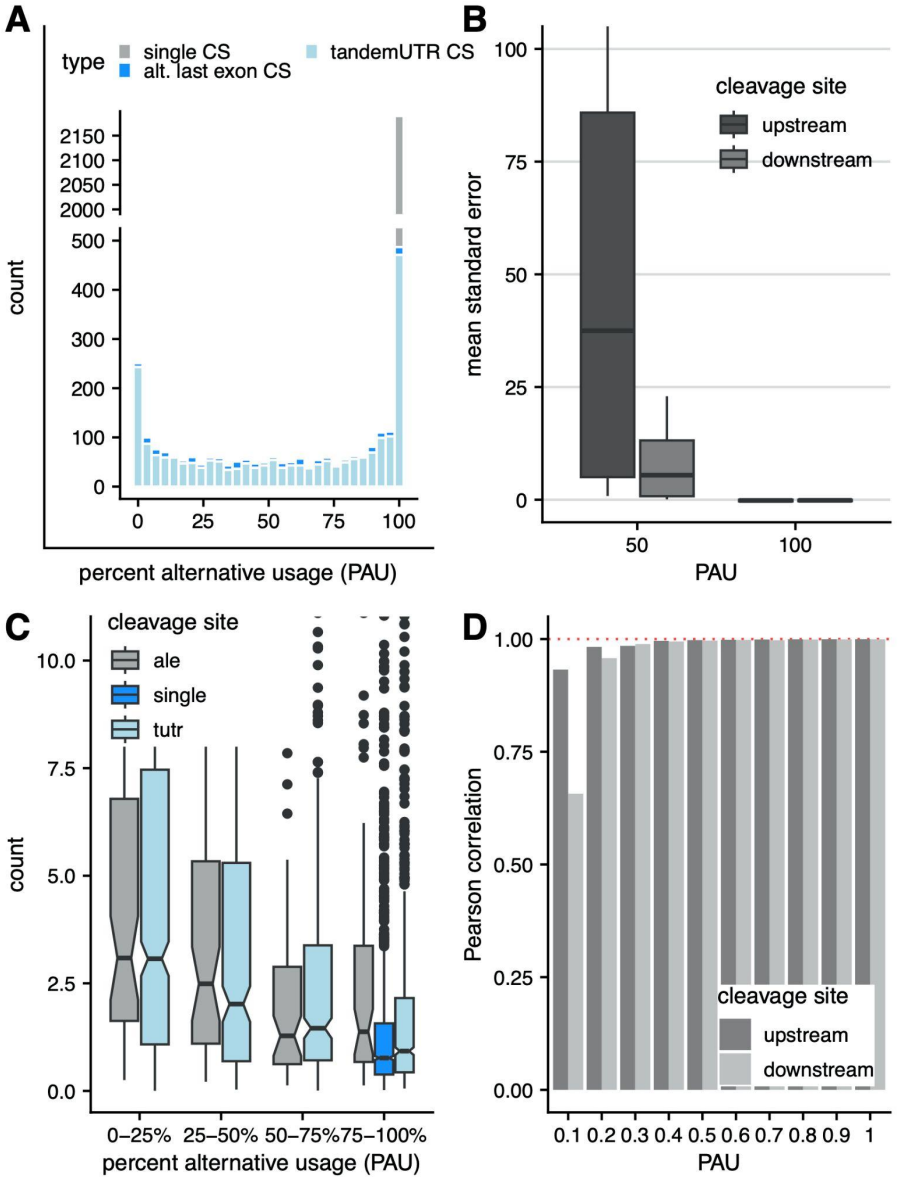 A
type
single CS
tandemUTR CS
alt. last exon CS
2150
2100
2050
2000
500
400
300
200
100
0
count
0 25 50 75 100
percent alternative usage (PAU)
B
100
75
50
25
0
mean standard error
cleavage site
upstream
downstream
50 100
PAU
C
cleavage site
ale
single
tutr
10.0
7.5
5.0
2.5
0.0
count
0–25% 25–50% 50–75% 75–100%
percent alternative usage (PAU)
D
1.00
0.75
0.50
0.25
0.00
Pearson correlation
cleavage site
upstream
downstream
0.1 0.2 0.3 0.4 0.5 0.6 0.7 0.8 0.9 1
PAU